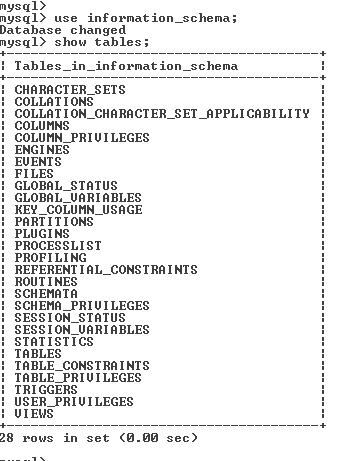 mysql>
mysql> use information_schema;
Database changed
mysql> show tables;
+---------------------------------------+
| Tables_in_information_schema          |
+---------------------------------------+
| CHARACTER_SETS                        |
| COLLATIONS                            |
| COLLATION_CHARACTER_SET_APPLICABILITY |
| COLUMNS                               |
| COLUMN_PRIVILEGES                     |
| ENGINES                               |
| EVENTS                                |
| FILES                                 |
| GLOBAL_STATUS                         |
| GLOBAL_VARIABLES                      |
| KEY_COLUMN_USAGE                      |
| PARTITIONS                            |
| PLUGINS                               |
| PROCESSLIST                           |
| PROFILING                             |
| REFERENTIAL_CONSTRAINTS               |
| ROUTINES                              |
| SCHEMATA                              |
| SCHEMA_PRIVILEGES                     |
| SESSION_STATUS                        |
| SESSION_VARIABLES                     |
| STATISTICS                            |
| TABLES                                |
| TABLE_CONSTRAINTS                     |
| TABLE_PRIVILEGES                      |
| TRIGGERS                              |
| USER_PRIVILEGES                       |
| VIEWS                                 |
+---------------------------------------+
28 rows in set (0.00 sec)
mysql>